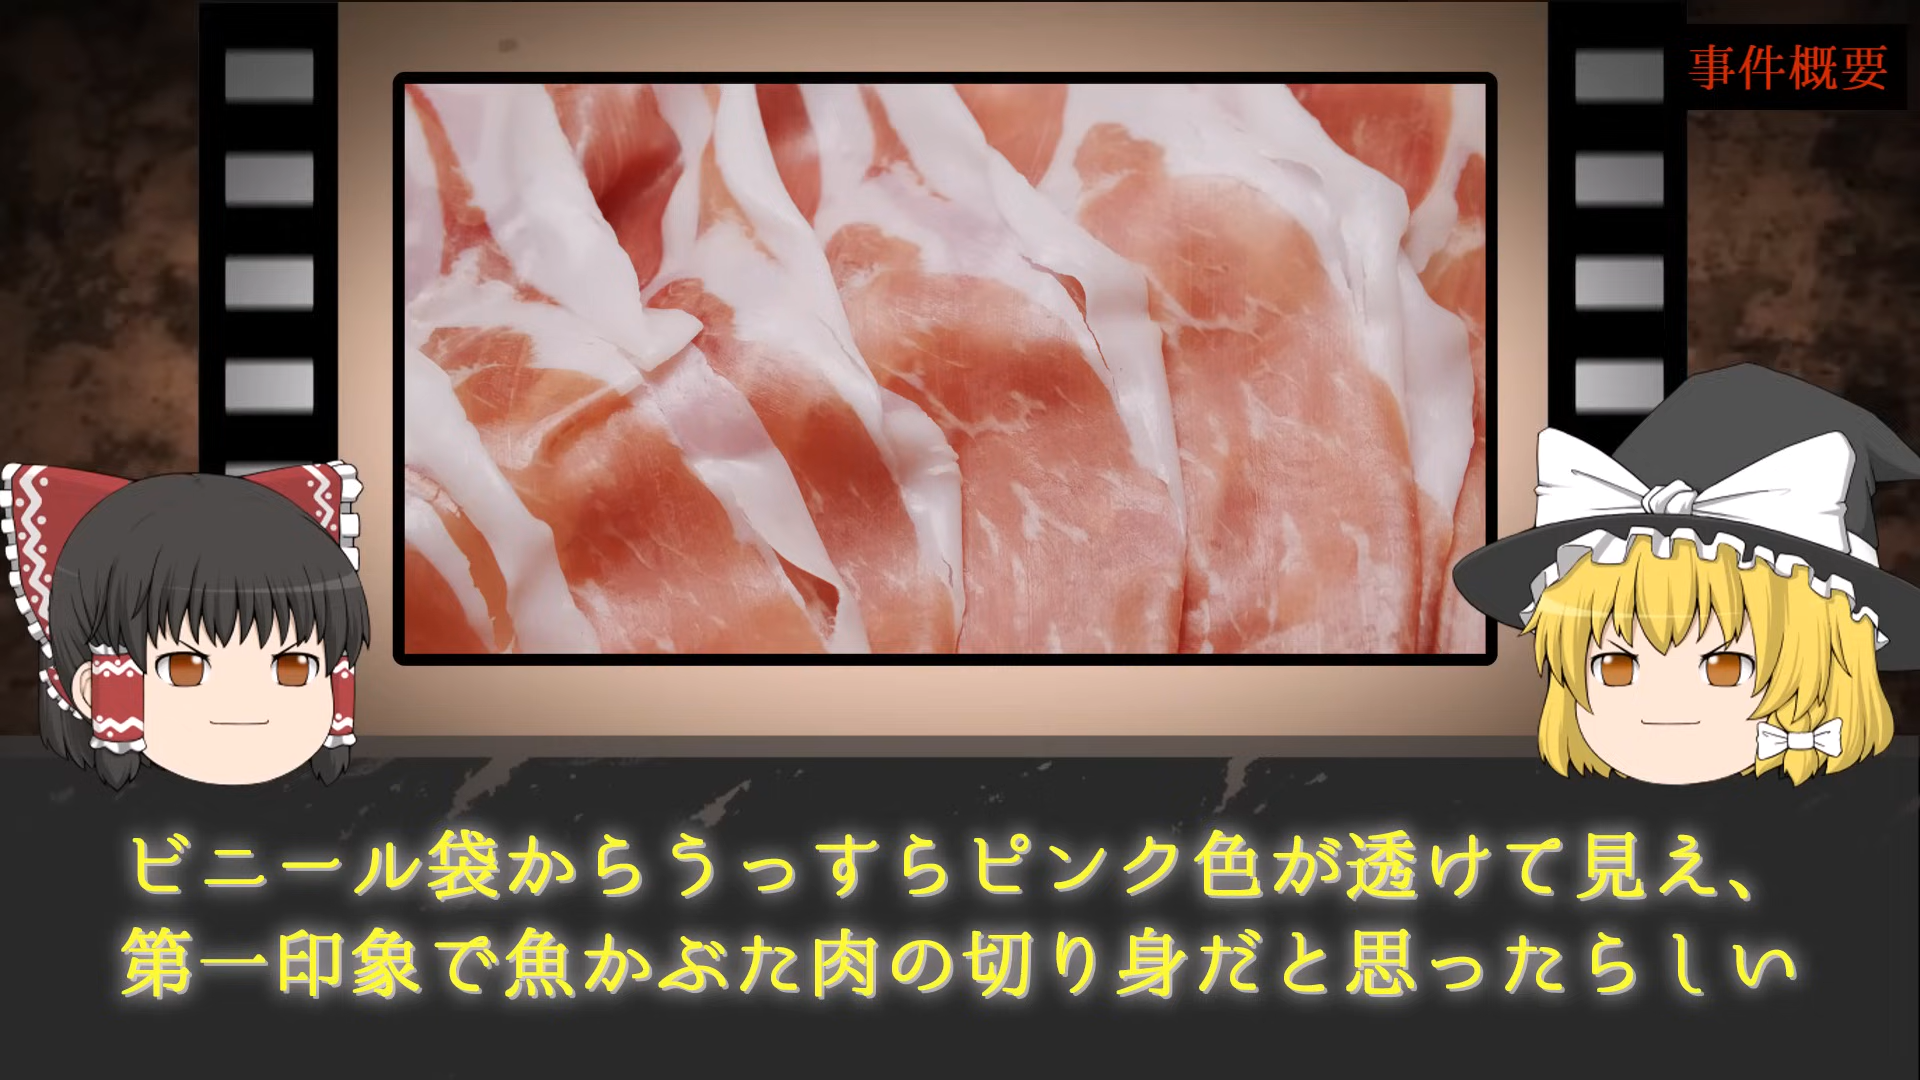 事件概要
ビニール袋からうっすらピンク色が透けて見え、
第一印象で魚かぶた肉の切り身だと思ったらしい